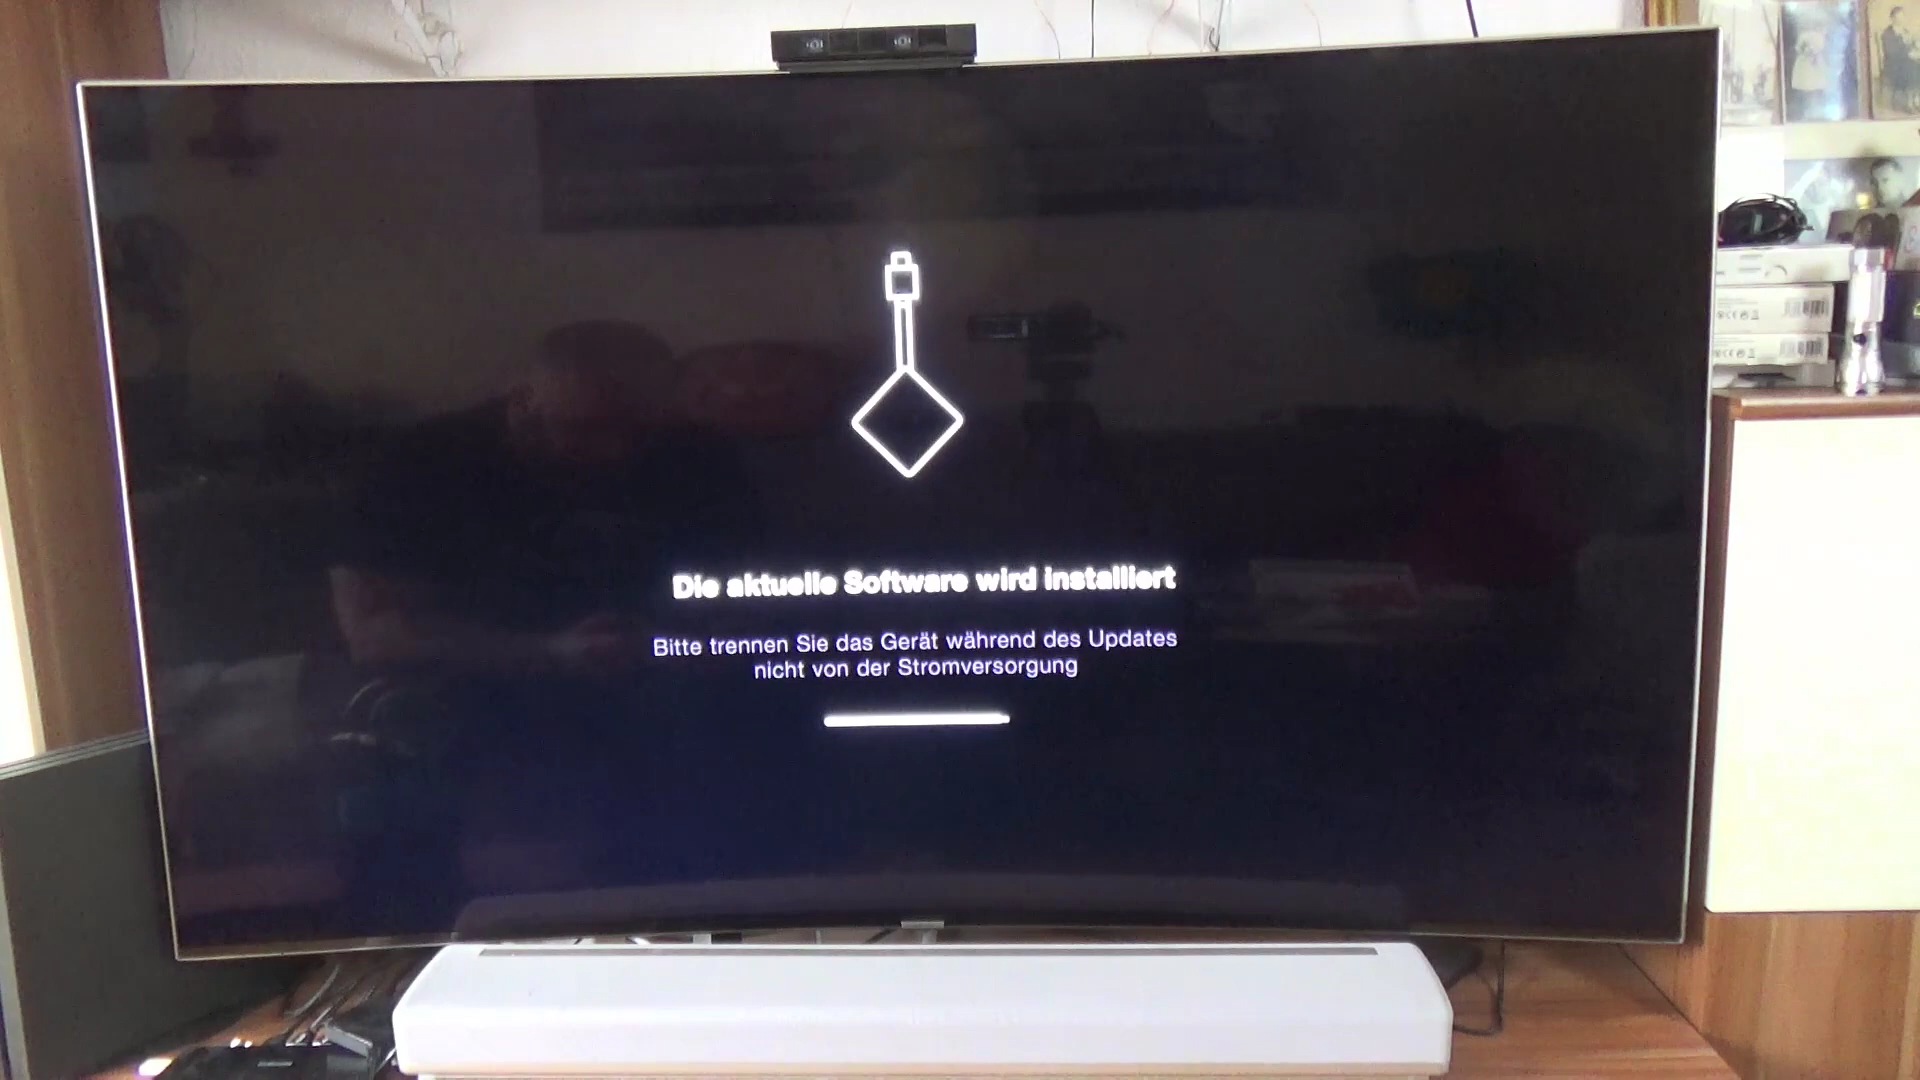 Die aktuelle Software wird installiert
Bitte trennen Sie das Gerät während des Updates
nicht von der Stromversorgung